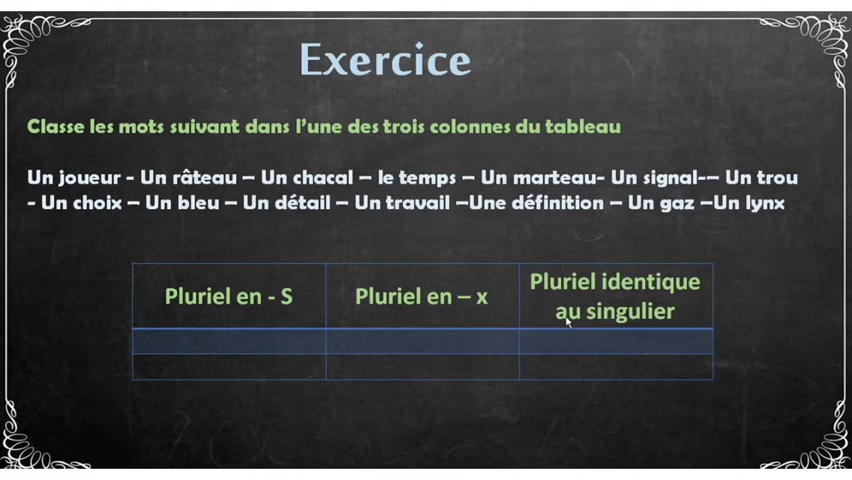 Exercice
Classe les mots suivant dans l’une des trois colonnes du tableau
Un joueur - Un râteau – Un chacal – le temps – Un marteau- Un signal-– Un trou
- Un choix – Un bleu – Un détail – Un travail –Une définition – Un gaz –Un lynx
Pluriel en - S
Pluriel en – x
Pluriel identique
au singulier